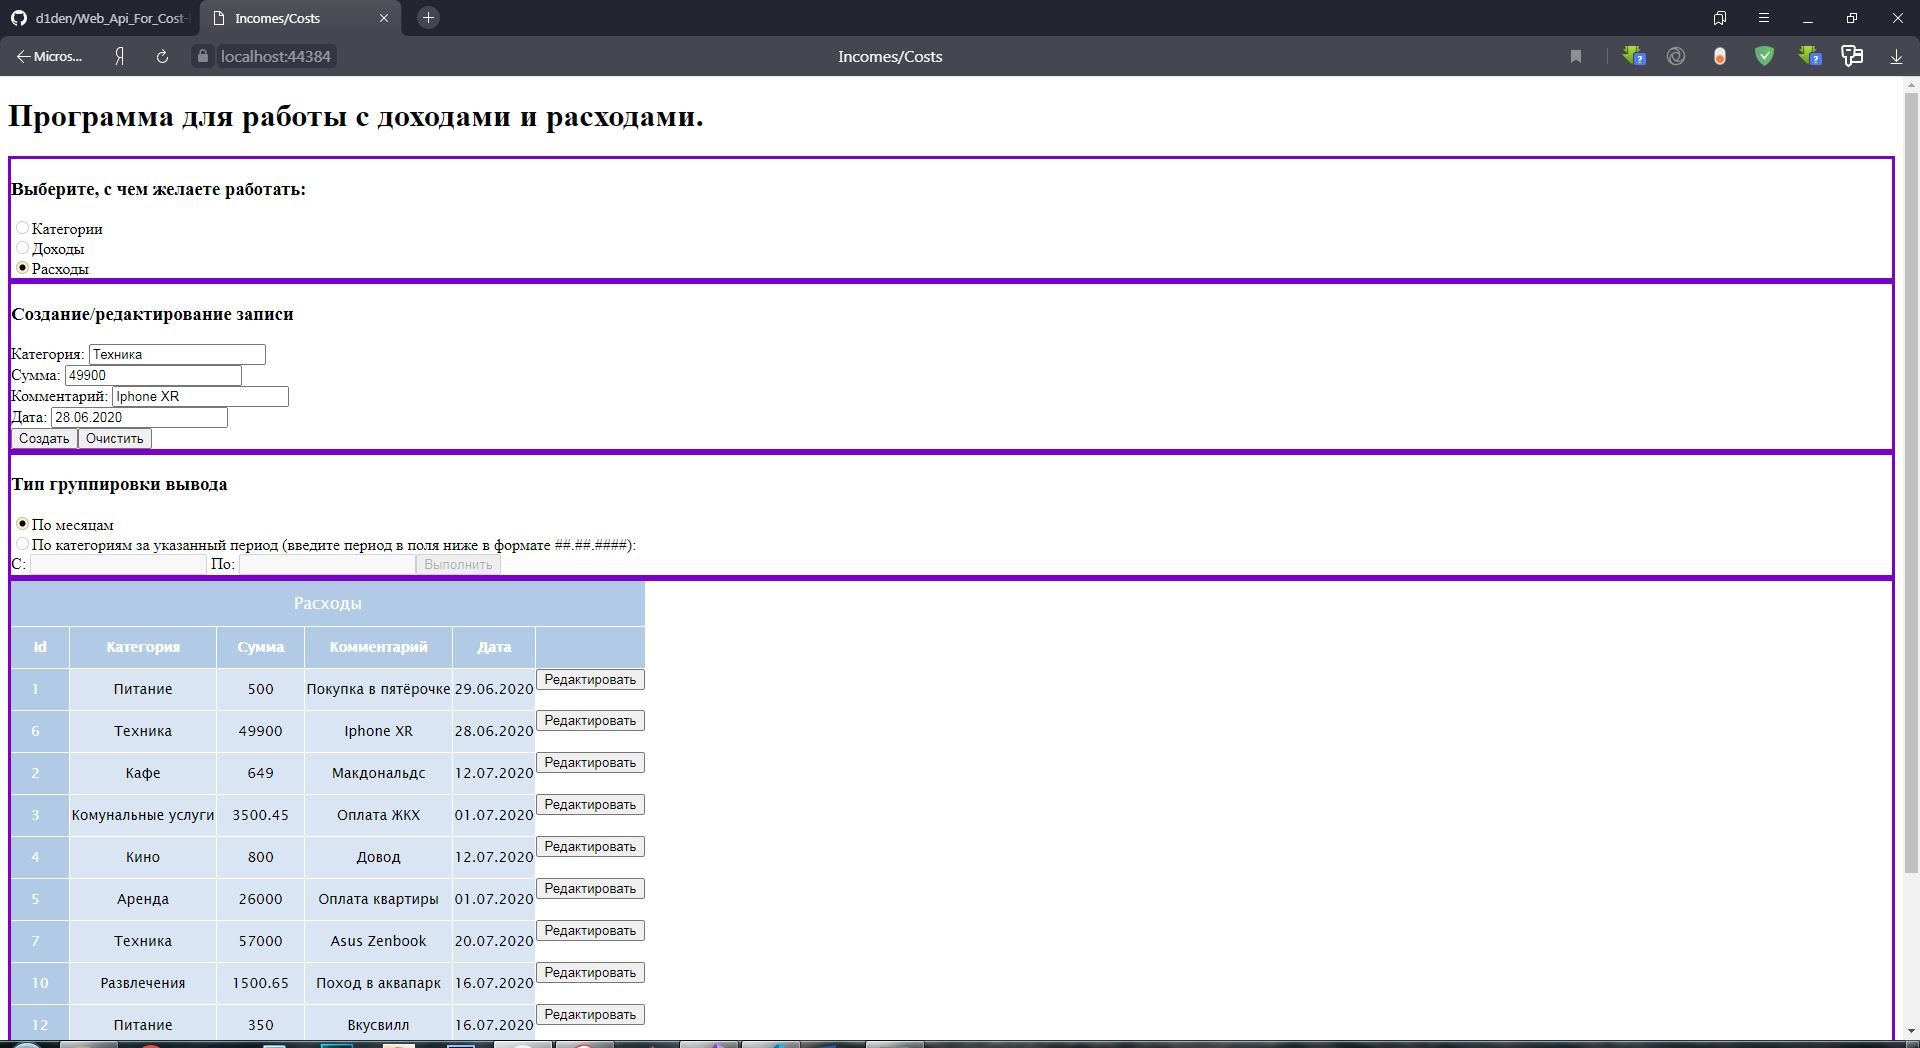 d1den/Web_Api_For_Cost-
Incomes/Costs
Micros...
localhost:44384
Incomes/Costs
Программа для работы с доходами и расходами.
Выберите, с чем желаете работать:
Категории
Доходы
Расходы
Создание/редактирование записи
Категория: Техника
Сумма: 49900
Комментарий: Iphone XR
Дата: 28.06.2020
Создать Очистить
Тип группировки вывода
По месяцам
По категориям за указанный период (введите период в поля ниже в формате ##.##.####):
С: По: Выполнить
Расходы
Id Категория Сумма Комментарий Дата
1 Питание 500 Покупка в пятёрочке 29.06.2020 Редактировать
6 Техника 49900 Iphone XR 28.06.2020 Редактировать
2 Кафе 649 Макдональдс 12.07.2020 Редактировать
3 Комунальные услуги 3500.45 Оплата ЖКХ 01.07.2020 Редактировать
4 Кино 800 Довод 12.07.2020 Редактировать
5 Аренда 26000 Оплата квартиры 01.07.2020 Редактировать
7 Техника 57000 Asus Zenbook 20.07.2020 Редактировать
10 Развлечения 1500.65 Поход в аквапарк 16.07.2020 Редактировать
12 Питание 350 Вкусвилл 16.07.2020 Редактировать